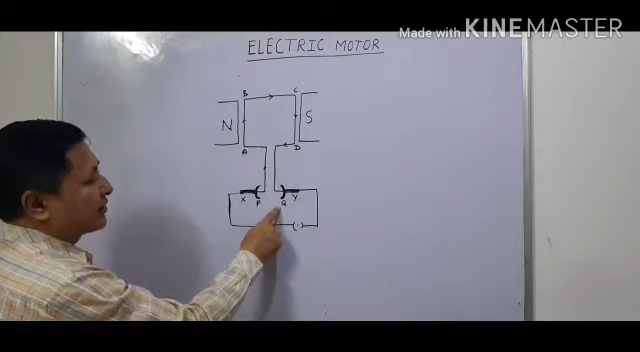 Made with KINEMASTER
ELECTRIC MOTOR
B C
N S
A D
X P Q Y